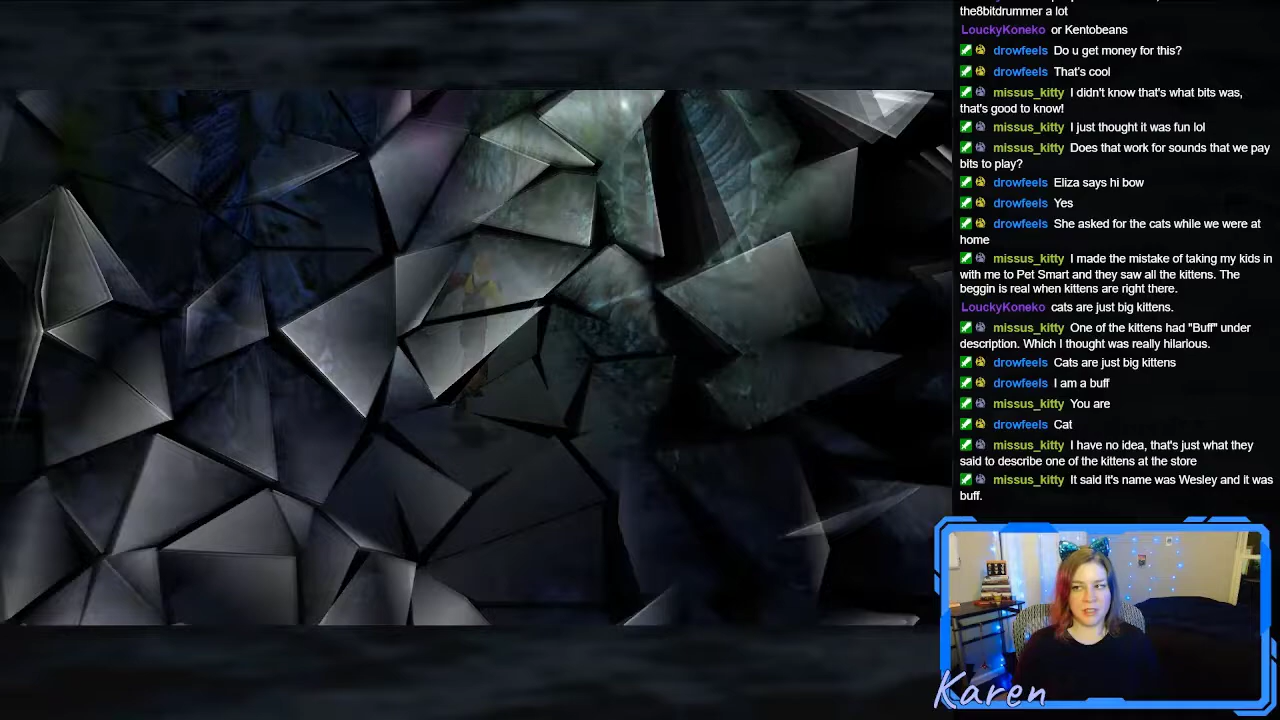 the8bitdrummer a lot
LouckyKoneko or Kentobeans
drowfeels Do u get money for this?
drowfeels That's cool
missus_kitty I didn't know that's what bits was,
that's good to know!
missus_kitty I just thought it was fun lol
missus_kitty Does that work for sounds that we pay
bits to play?
drowfeels Eliza says hi bow
drowfeels Yes
drowfeels She asked for the cats while we were at
home
missus_kitty I made the mistake of taking my kids in
with me to Pet Smart and they saw all the kittens. The
beggin is real when kittens are right there.
LouckyKoneko cats are just big kittens.
missus_kitty One of the kittens had "Buff" under
description. Which I thought was really hilarious.
drowfeels Cats are just big kittens
drowfeels I am a buff
missus_kitty You are
drowfeels Cat
missus_kitty I have no idea, that's just what they
said to describe one of the kittens at the store
missus_kitty It said it's name was Wesley and it was
buff.
Karen